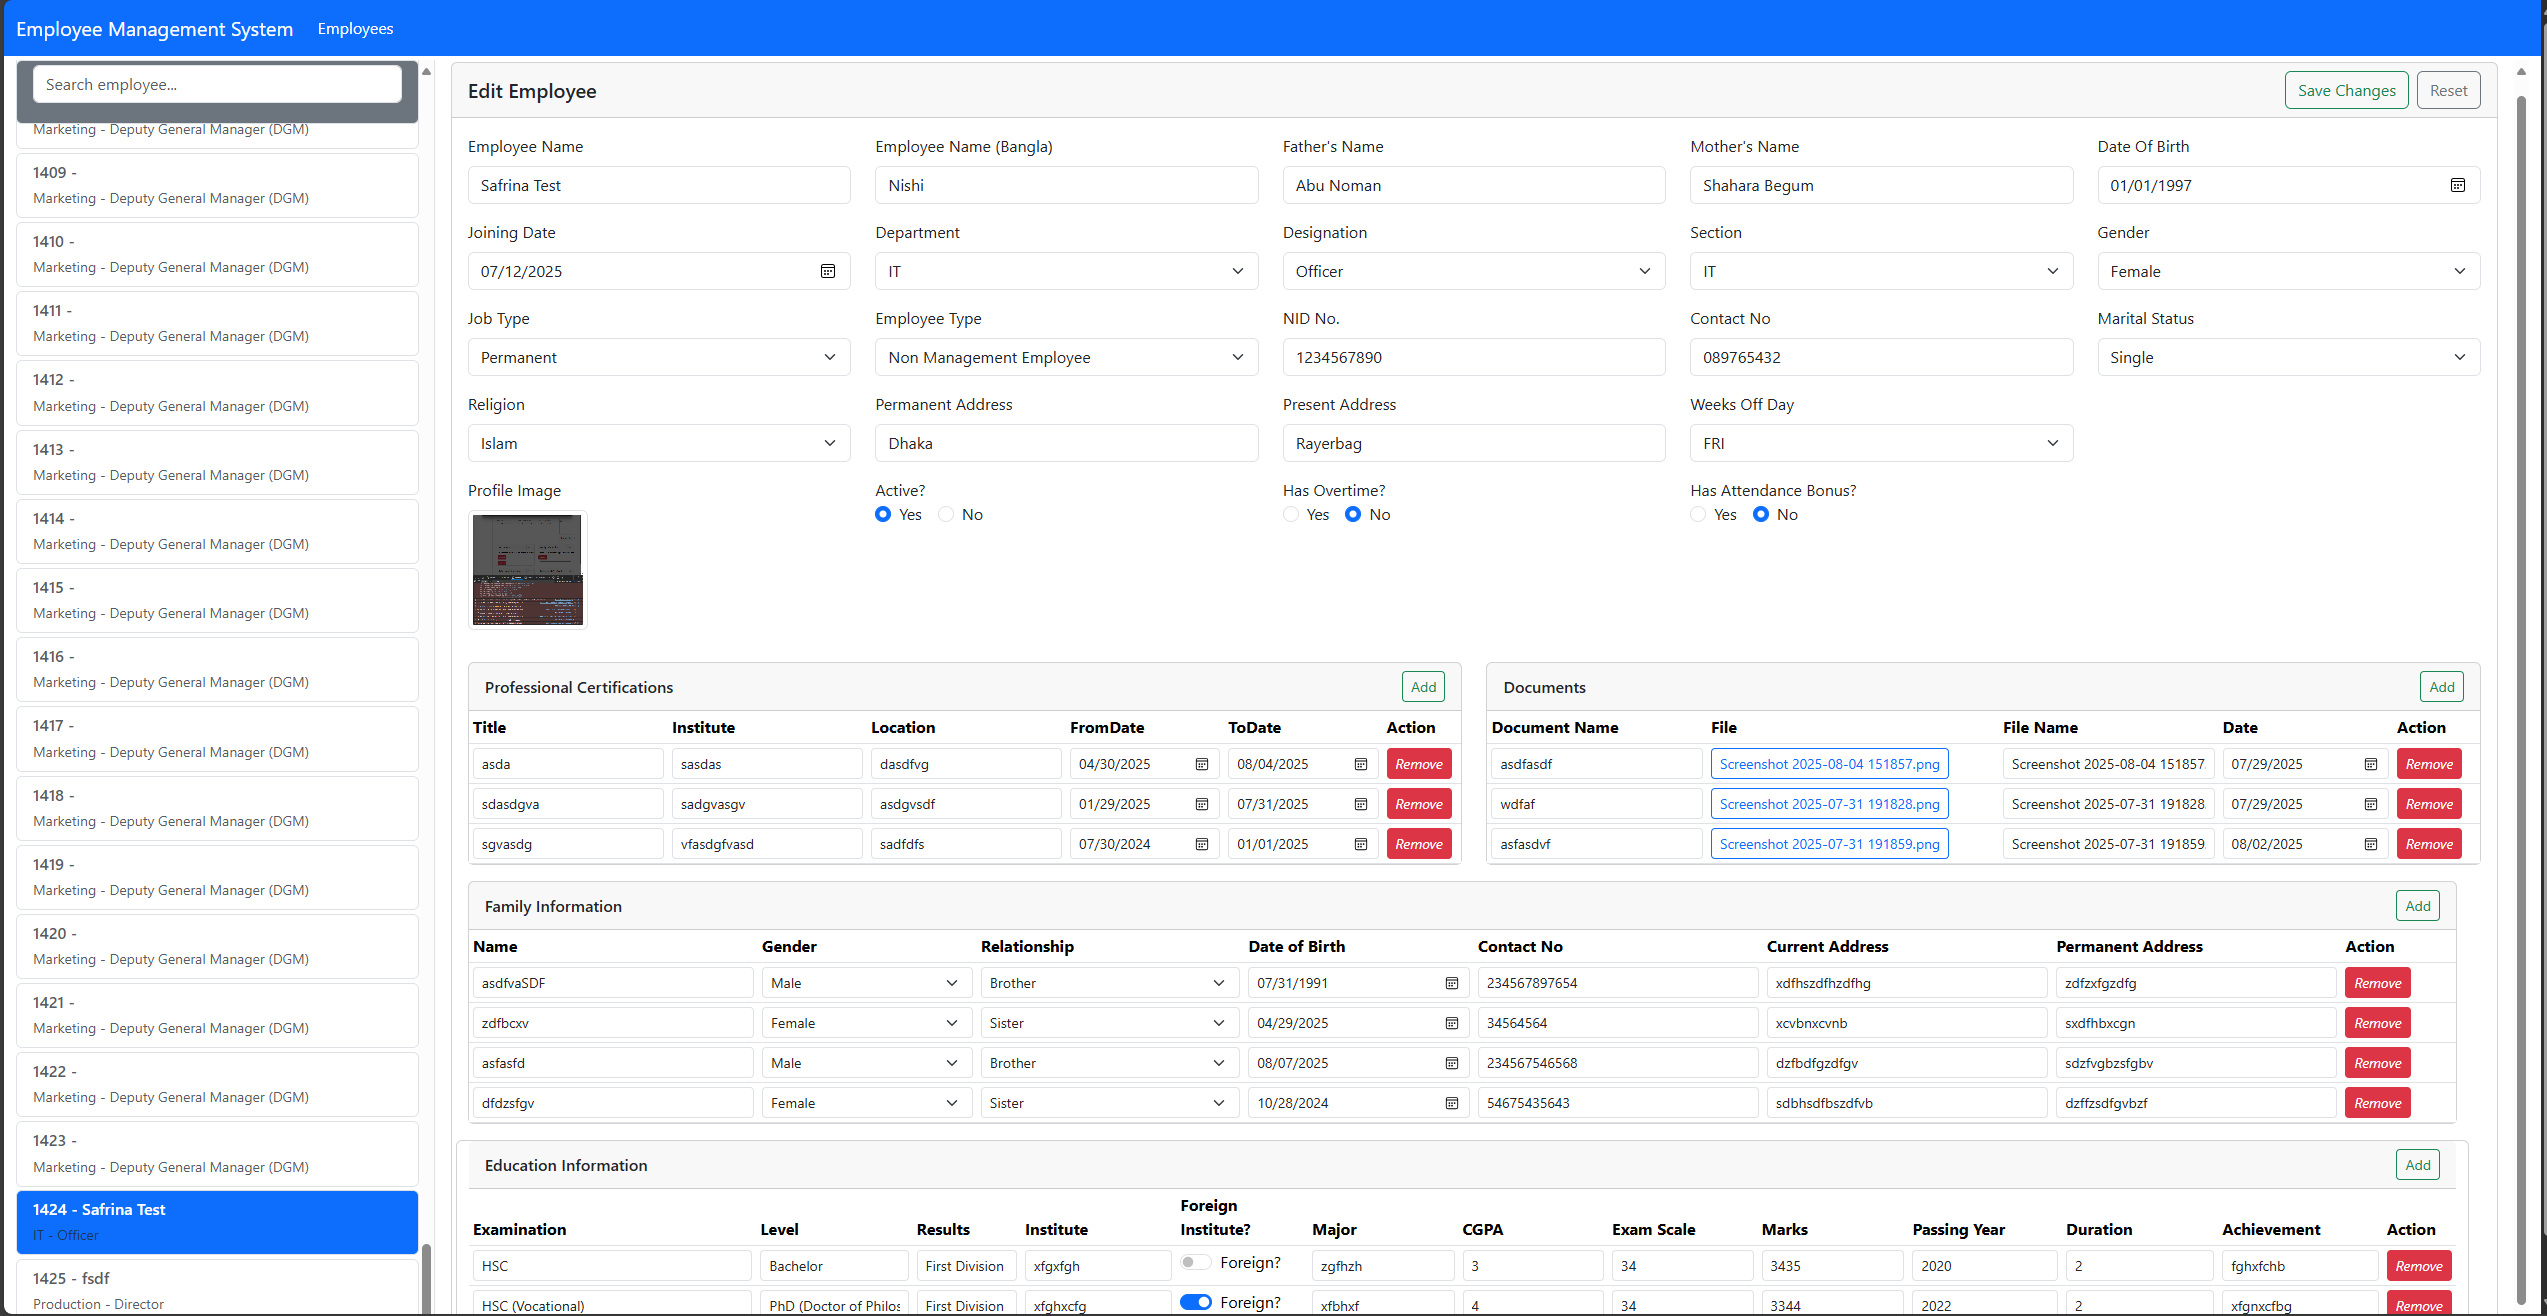 Employee Management System Employees
Search employee...
Marketing - Deputy General Manager (DGM)
1409 -
Marketing - Deputy General Manager (DGM)
1410 -
Marketing - Deputy General Manager (DGM)
1411 -
Marketing - Deputy General Manager (DGM)
1412 -
Marketing - Deputy General Manager (DGM)
1413 -
Marketing - Deputy General Manager (DGM)
1414 -
Marketing - Deputy General Manager (DGM)
1415 -
Marketing - Deputy General Manager (DGM)
1416 -
Marketing - Deputy General Manager (DGM)
1417 -
Marketing - Deputy General Manager (DGM)
1418 -
Marketing - Deputy General Manager (DGM)
1419 -
Marketing - Deputy General Manager (DGM)
1420 -
Marketing - Deputy General Manager (DGM)
1421 -
Marketing - Deputy General Manager (DGM)
1422 -
Marketing - Deputy General Manager (DGM)
1423 -
Marketing - Deputy General Manager (DGM)
1424 - Safrina Test
IT - Officer
1425 - fsdf
Production - Director
Edit Employee Save Changes Reset
Employee Name Employee Name (Bangla) Father's Name Mother's Name Date Of Birth
Safrina Test Nishi Abu Noman Shahara Begum 01/01/1997
Joining Date Department Designation Section Gender
07/12/2025 IT Officer IT Female
Job Type Employee Type NID No. Contact No Marital Status
Permanent Non Management Employee 1234567890 089765432 Single
Religion Permanent Address Present Address Weeks Off Day
Islam Dhaka Rayerbag FRI
Profile Image Active? Has Overtime? Has Attendance Bonus?
Yes No Yes No Yes No
Professional Certifications Add
Title Institute Location FromDate ToDate Action
asda sasdas dasdfvg 04/30/2025 08/04/2025 Remove
sdasdgva sadgvasgv asdgvsdf 01/29/2025 07/31/2025 Remove
sgvasdg vfasdgfvasd sadfdfs 07/30/2024 01/01/2025 Remove
Documents Add
Document Name File File Name Date Action
asdfasdf Screenshot 2025-08-04 151857.png Screenshot 2025-08-04 151857. 07/29/2025 Remove
wdfaf Screenshot 2025-07-31 191828.png Screenshot 2025-07-31 191828 07/29/2025 Remove
asfasdvf Screenshot 2025-07-31 191859.png Screenshot 2025-07-31 191859 08/02/2025 Remove
Family Information Add
Name Gender Relationship Date of Birth Contact No Current Address Permanent Address Action
asdfvaSDF Male Brother 07/31/1991 234567897654 xdfhszdfhzdfhg zdfzxfgzdfg Remove
zdfbcxv Female Sister 04/29/2025 34564564 xcvbnxcvnb sxdfhbxcgn Remove
asfasfd Male Brother 08/07/2025 234567546568 dzfbdfgzdfgv sdzfvgbzsfgbv Remove
dfdzsfgv Female Sister 10/28/2024 54675435643 sdbhsdfbszdfvb dzffzsdfgvbzf Remove
Education Information Add
Examination Level Results Institute Foreign Institute? Major CGPA Exam Scale Marks Passing Year Duration Achievement Action
HSC Bachelor First Division xfgxfgh Foreign? zgfhzh 3 34 3435 2020 2 fghxfchb Remove
HSC (Vocational) PhD (Doctor of Philos First Division xfghxcfg Foreign? xfbhxf 4 34 3344 2022 2 xfgnxcfbg Remove